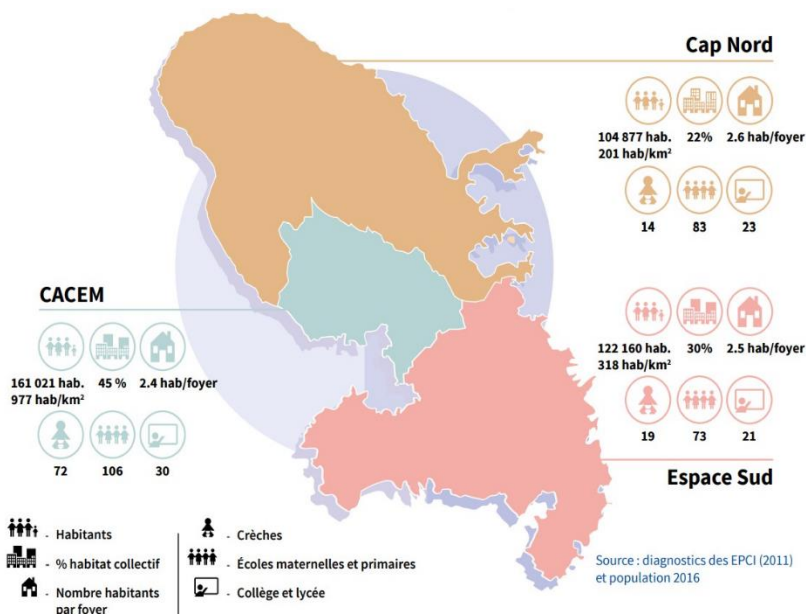 Cap Nord
104 877 hab. 22% 2.6 hab/foyer
201 hab/km²
14 83 23
CACEM
161 021 hab. 45 % 2.4 hab/foyer
977 hab/km²
72 106 30
122 160 hab. 30% 2.5 hab/foyer
318 hab/km²
19 73 21
Espace Sud
- Habitants
- % habitat collectif
- Nombre habitants
par foyer
- Crèches
- Écoles maternelles et primaires
- Collège et lycée
Source : diagnostics des EPCI (2011)
et population 2016